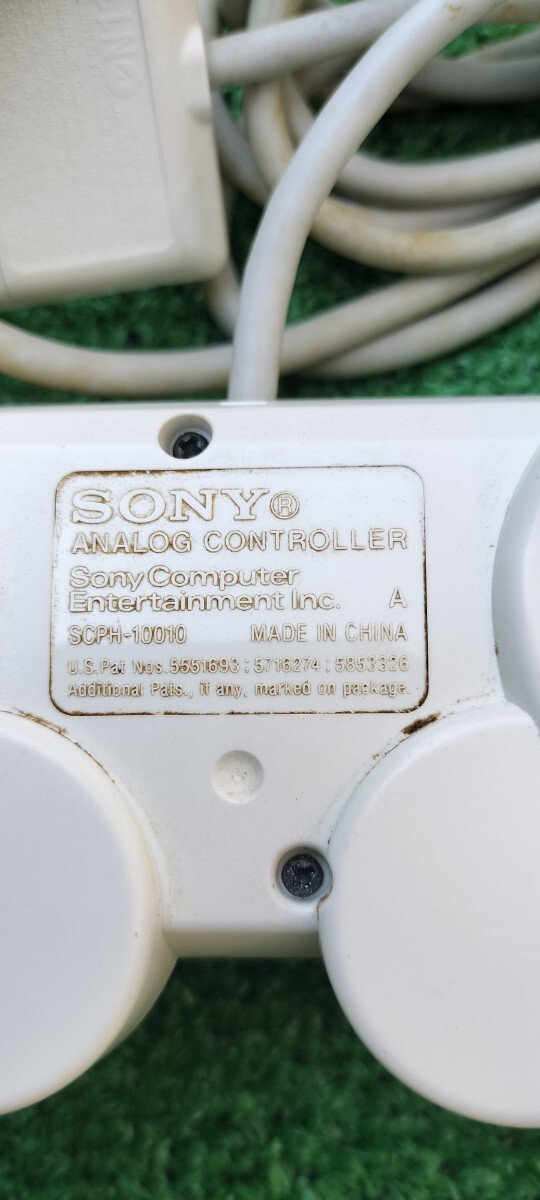 SONY®
ANALOG CONTROLLER
Sony Computer
Entertainment Inc. A
SCPH-10010 MADE IN CHINA
U.S.Pat Nos.5551693;5716274;5853326
Additional Pats., if any, marked on package.